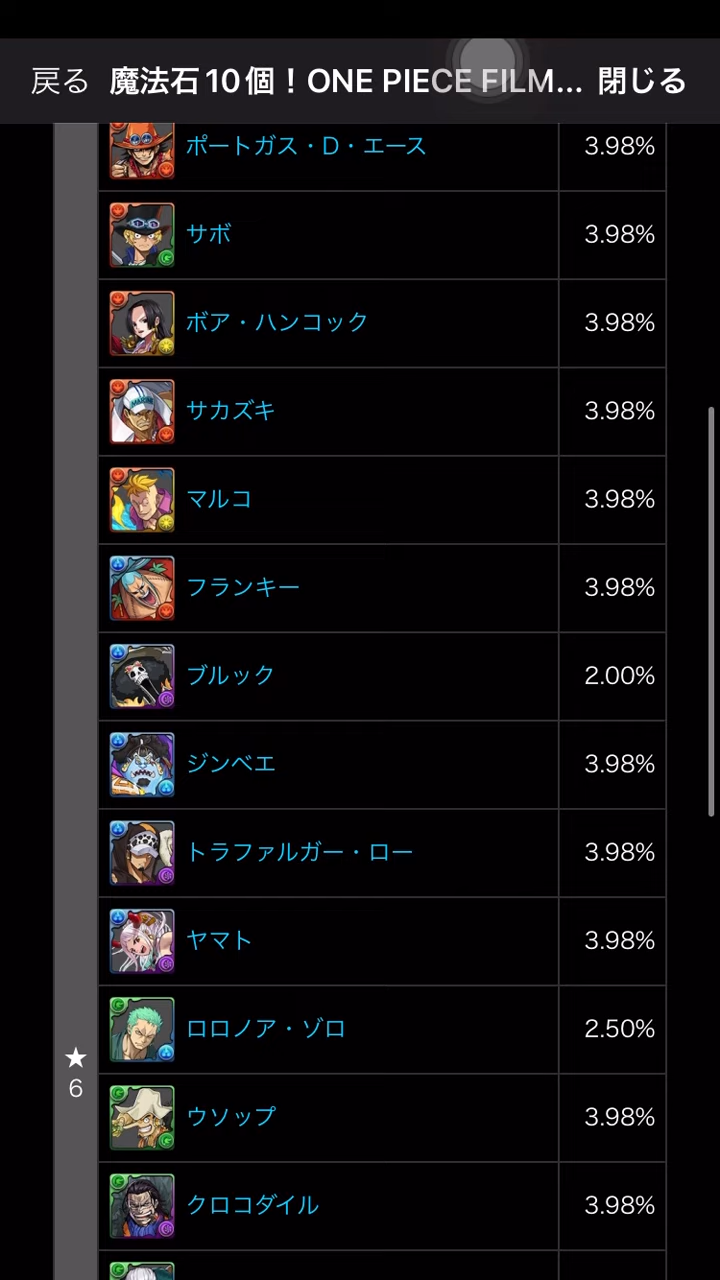 戻る 魔法石10個！ONE PIECE FILM... 閉じる
ポートガス・D・エース 3.98%
サボ 3.98%
ボア・ハンコック 3.98%
サカズキ 3.98%
マルコ 3.98%
フランキー 3.98%
ブルック 2.00%
ジンベエ 3.98%
トラファルガー・ロー 3.98%
ヤマト 3.98%
ロロノア・ゾロ 2.50%
★
6
ウソップ 3.98%
クロコダイル 3.98%